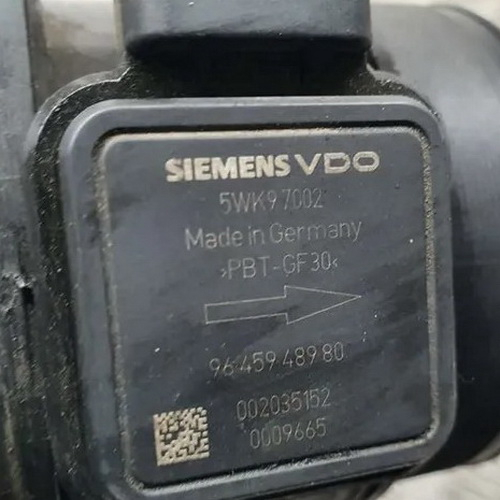 SIEMENS VDO
5WK9 7002
Made in Germany
>PBT-GF30<
96 459 489 80
002035152
0009665